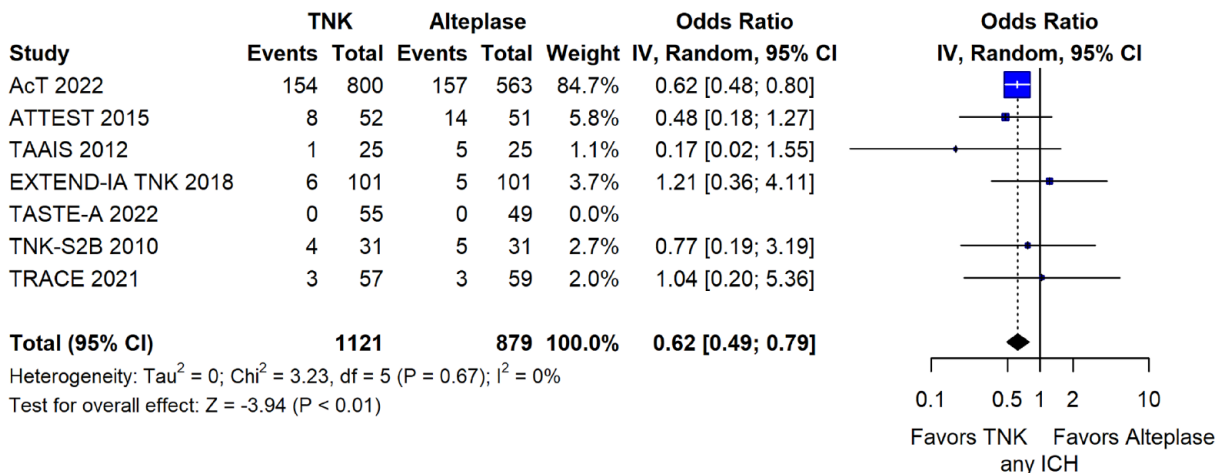 TNK Alteplase Odds Ratio Odds Ratio
Study Events Total Events Total Weight IV, Random, 95% CI IV, Random, 95% CI
AcT 2022 154 800 157 563 84.7% 0.62 [0.48; 0.80]
ATTEST 2015 8 52 14 51 5.8% 0.48 [0.18; 1.27]
TAAIS 2012 1 25 5 25 1.1% 0.17 [0.02; 1.55]
EXTEND-IA TNK 2018 6 101 5 101 3.7% 1.21 [0.36; 4.11]
TASTE-A 2022 0 55 0 49 0.0%
TNK-S2B 2010 4 31 5 31 2.7% 0.77 [0.19; 3.19]
TRACE 2021 3 57 3 59 2.0% 1.04 [0.20; 5.36]
Total (95% CI) 1121 879 100.0% 0.62 [0.49; 0.79]
Heterogeneity: Tau² = 0; Chi² = 3.23, df = 5 (P = 0.67); I² = 0%
Test for overall effect: Z = -3.94 (P < 0.01)
0.1 0.5 1 2 10
Favors TNK Favors Alteplase
any ICH